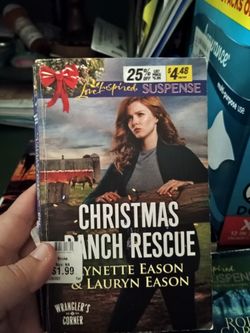 25%
$4.48
Love Inspired
SUSPENSE
CHRISTMAS
RANCH RESCUE
LYNETTE EASON
& LAURYN EASON
$1.99
WRANGLER'S
CORNER